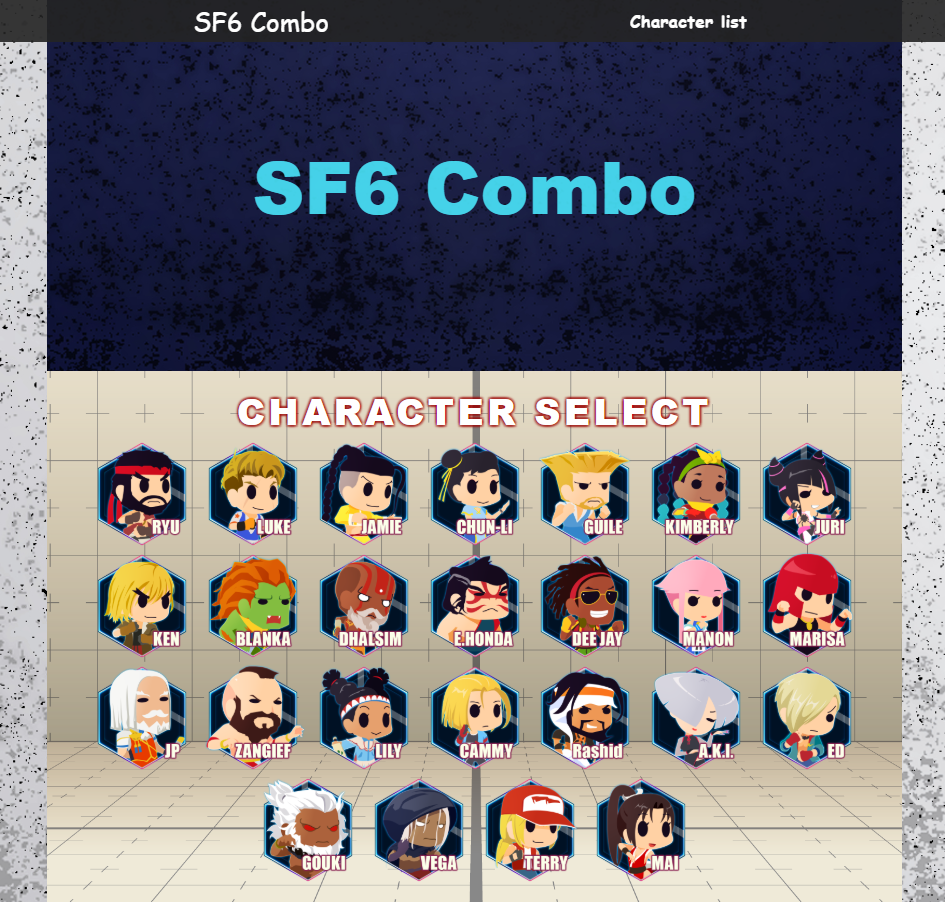 SF6 Combo
Character list
SF6 Combo
CHARACTER SELECT
RYU
LUKE
JAMIE
CHUN-LI
GUILE
KIMBERLY
JURI
KEN
BLANKA
DHALSIM
E.HONDA
DEE JAY
MANON
MARISA
JP
ZANGIEF
LILY
CAMMY
Rashid
A.K.I.
ED
GOUKI
VEGA
TERRY
MAI